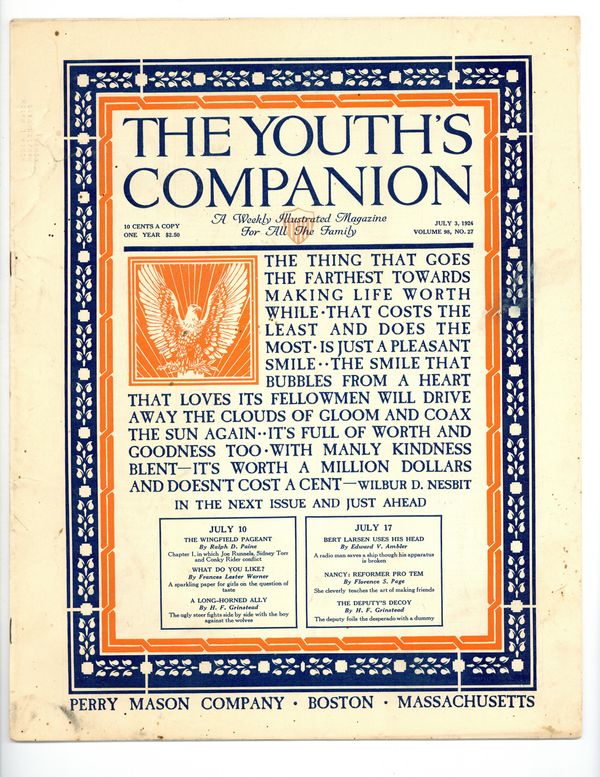 THE YOUTH'S
COMPANION
10 CENTS A COPY
ONE YEAR $2.50
A Weekly Illustrated Magazine
For All The Family
JULY 3, 1924
VOLUME 98, NO. 27
THE THING THAT GOES
THE FARTHEST TOWARDS
MAKING LIFE WORTH
WHILE·THAT COSTS THE
LEAST AND DOES THE
MOST·IS JUST A PLEASANT
SMILE··THE SMILE THAT
BUBBLES FROM A HEART
THAT LOVES ITS FELLOWMEN WILL DRIVE
AWAY THE CLOUDS OF GLOOM AND COAX
THE SUN AGAIN··IT'S FULL OF WORTH AND
GOODNESS TOO·WITH MANLY KINDNESS
BLENT—IT'S WORTH A MILLION DOLLARS
AND DOESN'T COST A CENT—WILBUR D. NESBIT
IN THE NEXT ISSUE AND JUST AHEAD
JULY 10
THE WINGFIELD PAGEANT
By Ralph D. Paine
Chapter I, in which Joe Runnels, Sidney Torr
and Conky Rider conflict
WHAT DO YOU LIKE?
By Frances Lester Warner
A sparkling paper for girls on the question of
taste
A LONG-HORNED ALLY
By H. F. Grinstead
The ugly steer fights side by side with the boy
against the wolves
JULY 17
BERT LARSEN USES HIS HEAD
By Edward V. Ambler
A radio man saves a ship though his apparatus
is broken
NANCY: REFORMER PRO TEM
By Florence S. Page
She cleverly teaches the art of making friends
THE DEPUTY'S DECOY
By H. F. Grinstead
The deputy foils the desperado with a dummy
PERRY MASON COMPANY · BOSTON · MASSACHUSETTS